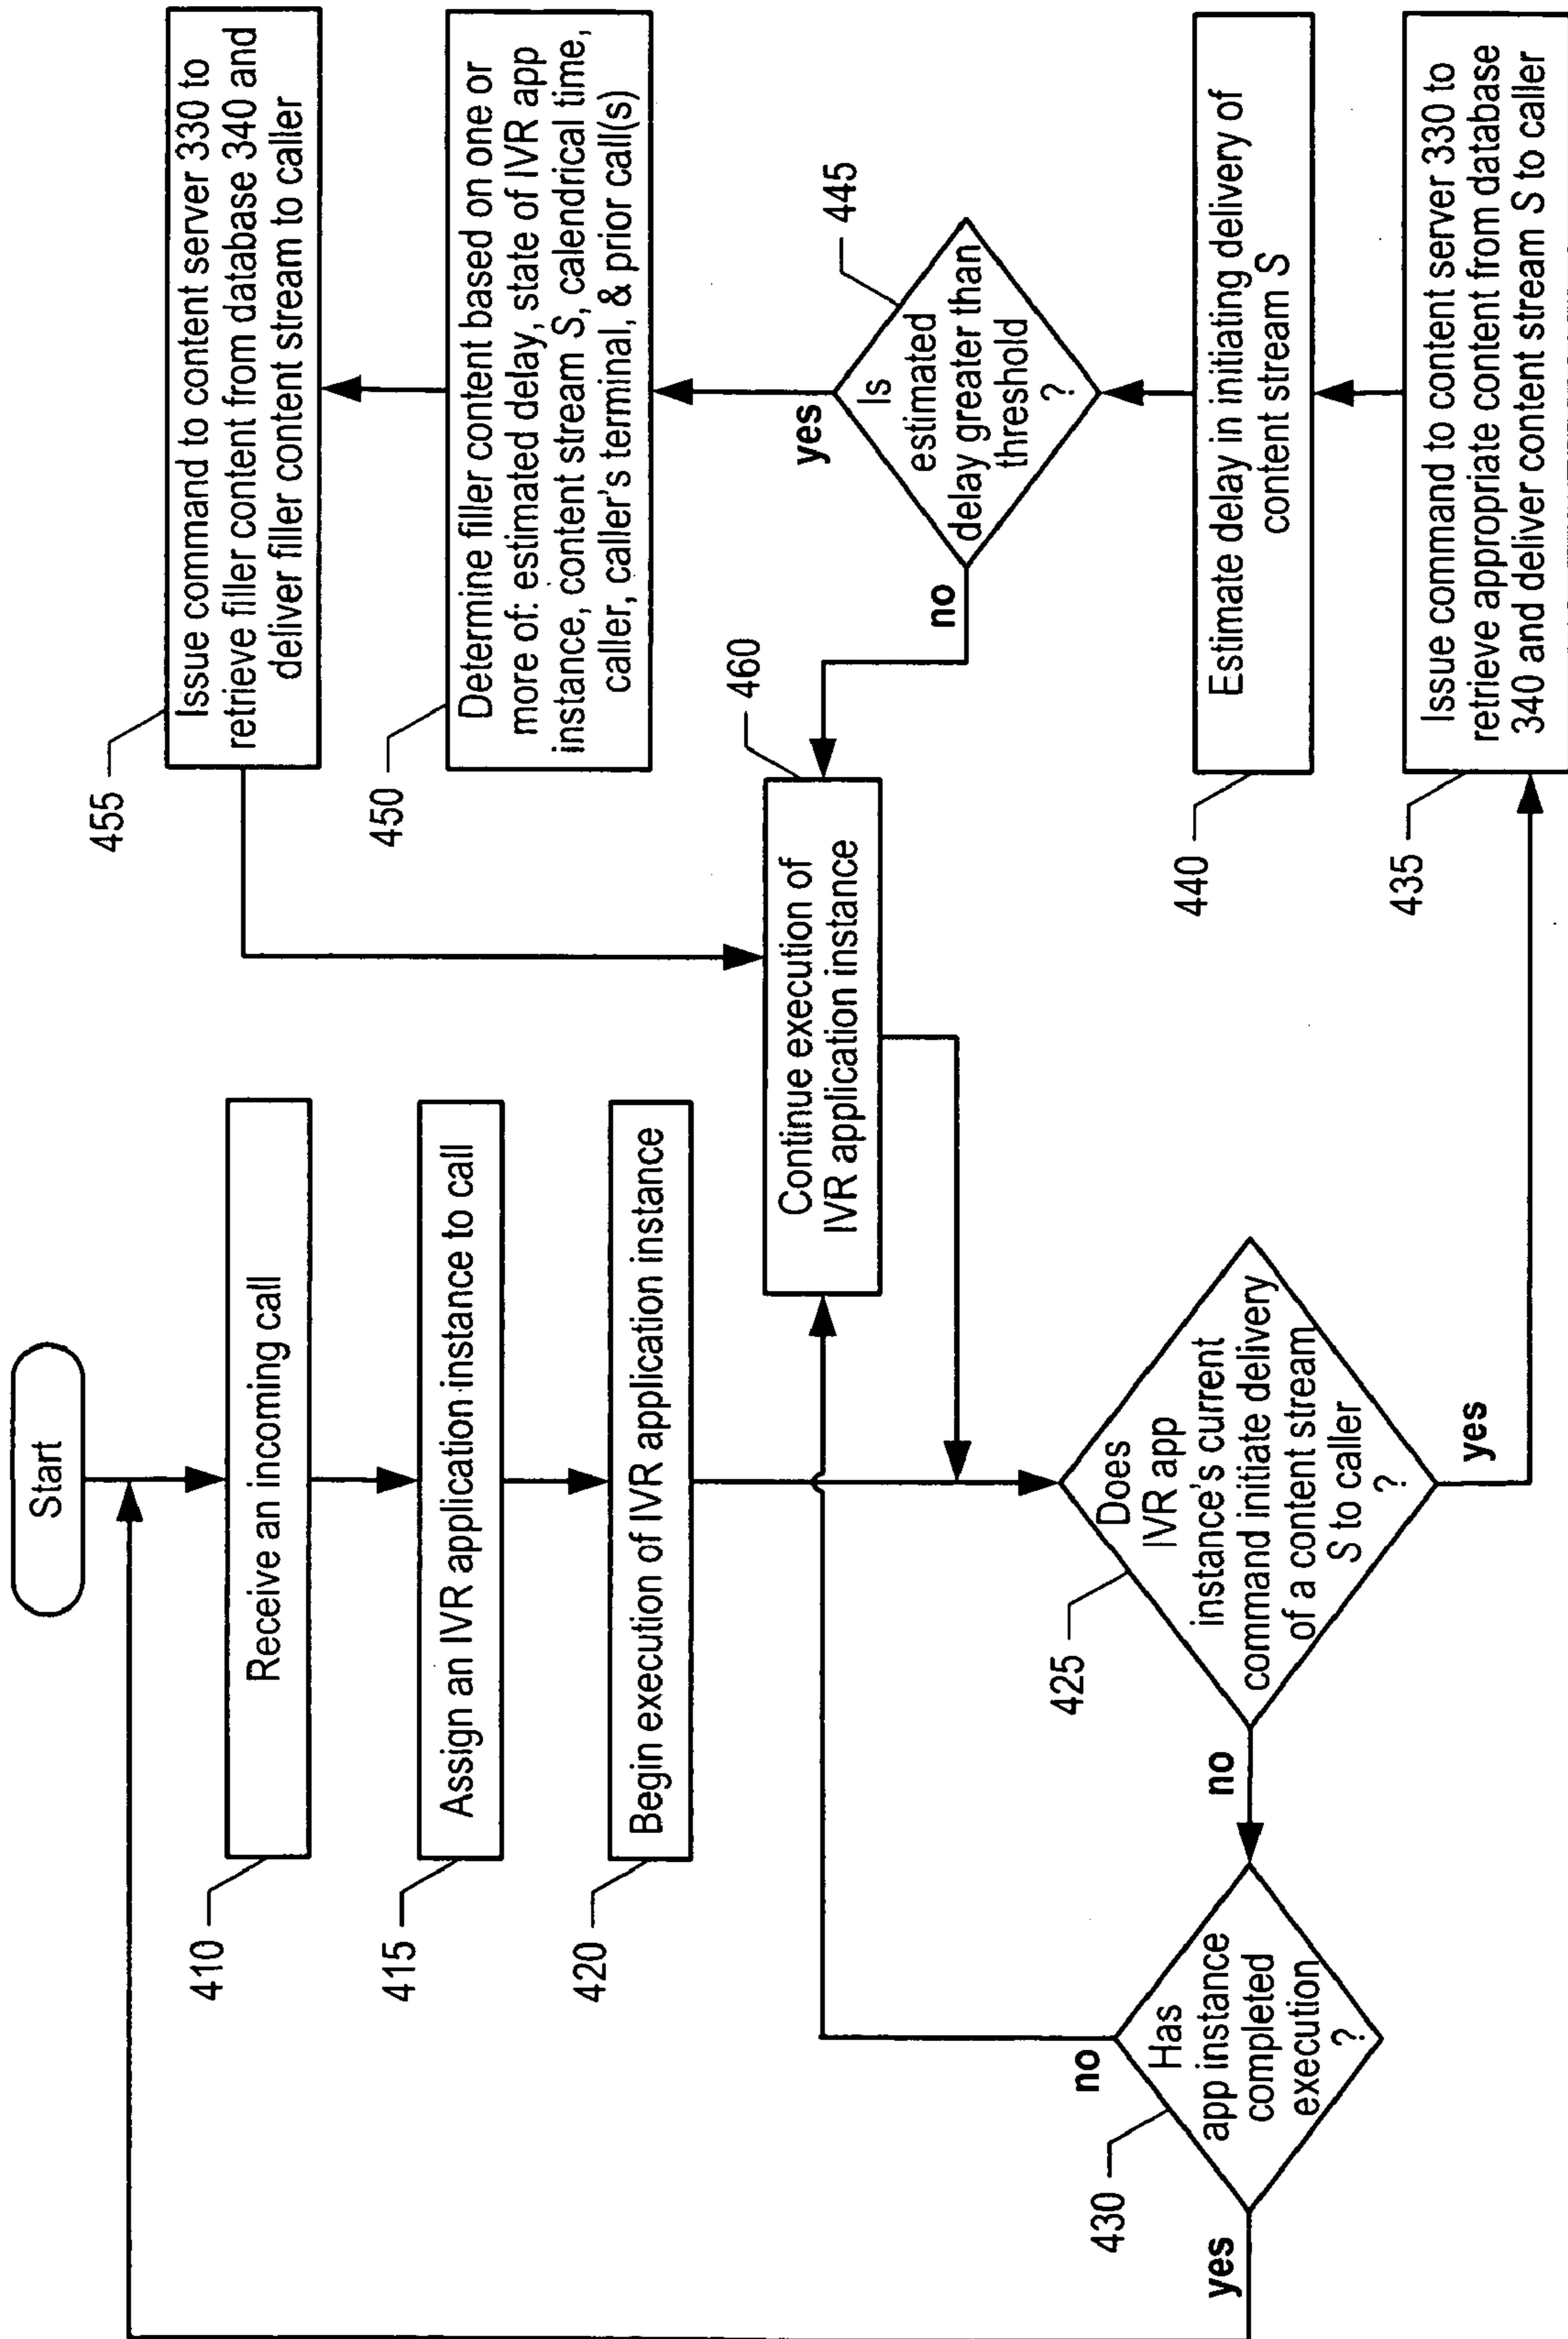 Start
410
Receive an incoming call
415
Assign an IVR application instance to call
420
Begin execution of IVR application instance
425
Does
IVR app
instance's current
command initiate delivery
of a content stream
S to caller
?
no
yes
430
Has
app instance
completed
execution
?
no
yes
435
Issue command to content server 330 to
retrieve appropriate content from database
340 and deliver content stream S to caller
440
Estimate delay in initiating delivery of
content stream S
445
Is
estimated
delay greater than
threshold
?
yes
no
450
Determine filler content based on one or
more of: estimated delay, state of IVR app
instance, content stream S, calendrical time,
caller, caller's terminal, & prior call(s)
455
Issue command to content server 330 to
retrieve filler content from database 340 and
deliver filler content stream to caller
460
Continue execution of
IVR application instance